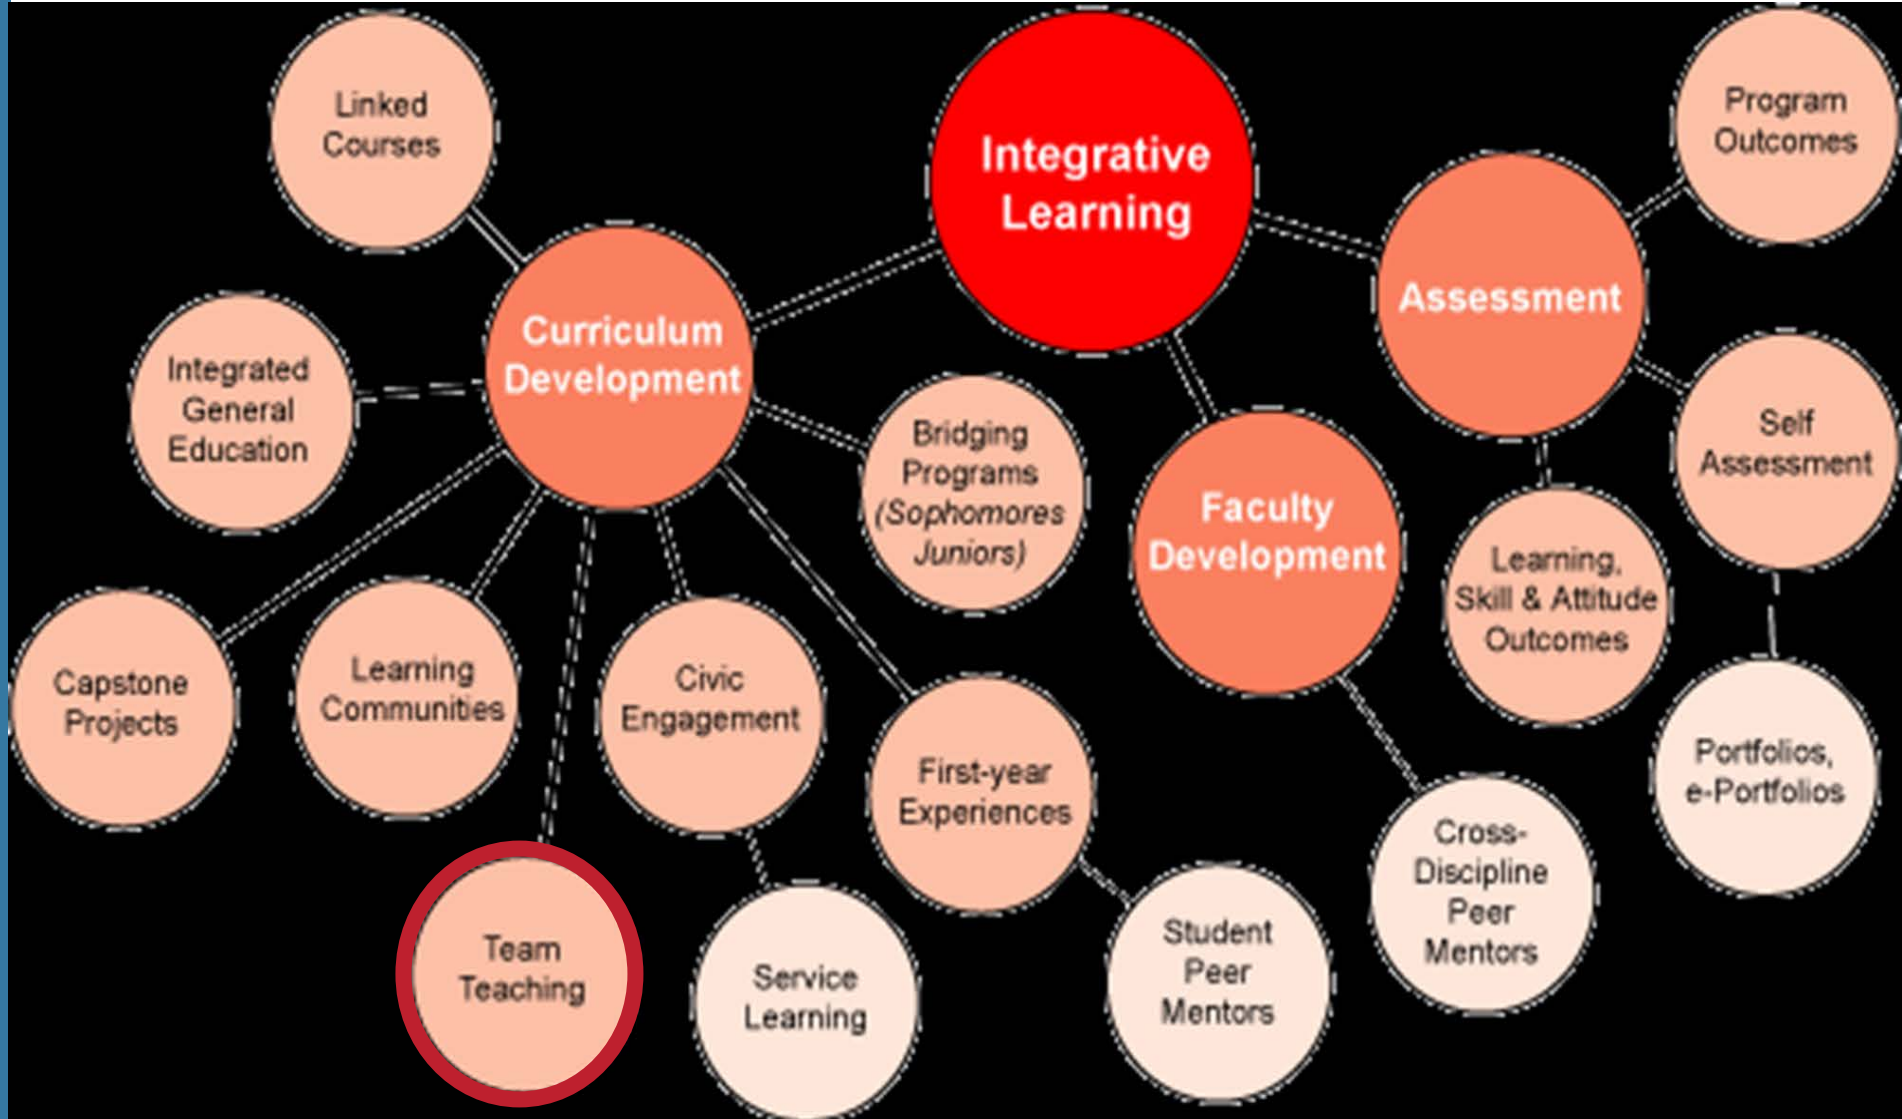 Integrative
Learning
Curriculum
Development
Linked
Courses
Integrated
General
Education
Capstone
Projects
Learning
Communities
Team
Teaching
Civic
Engagement
Service
Learning
First-year
Experiences
Student
Peer
Mentors
Bridging
Programs
(Sophomores
Juniors)
Faculty
Development
Cross-
Discipline
Peer
Mentors
Assessment
Program
Outcomes
Self
Assessment
Portfolios,
e-Portfolios
Learning,
Skill & Attitude
Outcomes